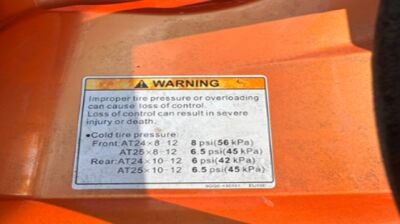 ⚠ WARNING
Improper tire pressure or overloading
can cause loss of control.
Loss of control can result in severe
injury or death.
●Cold tire pressure:
Front:AT24×8-12 8 psi(56 kPa)
AT25×8-12 6.5 psi(45 kPa)
Rear:AT24×10-12 6 psi(42 kPa)
AT25×10-12 6.5 psi(45 kPa)